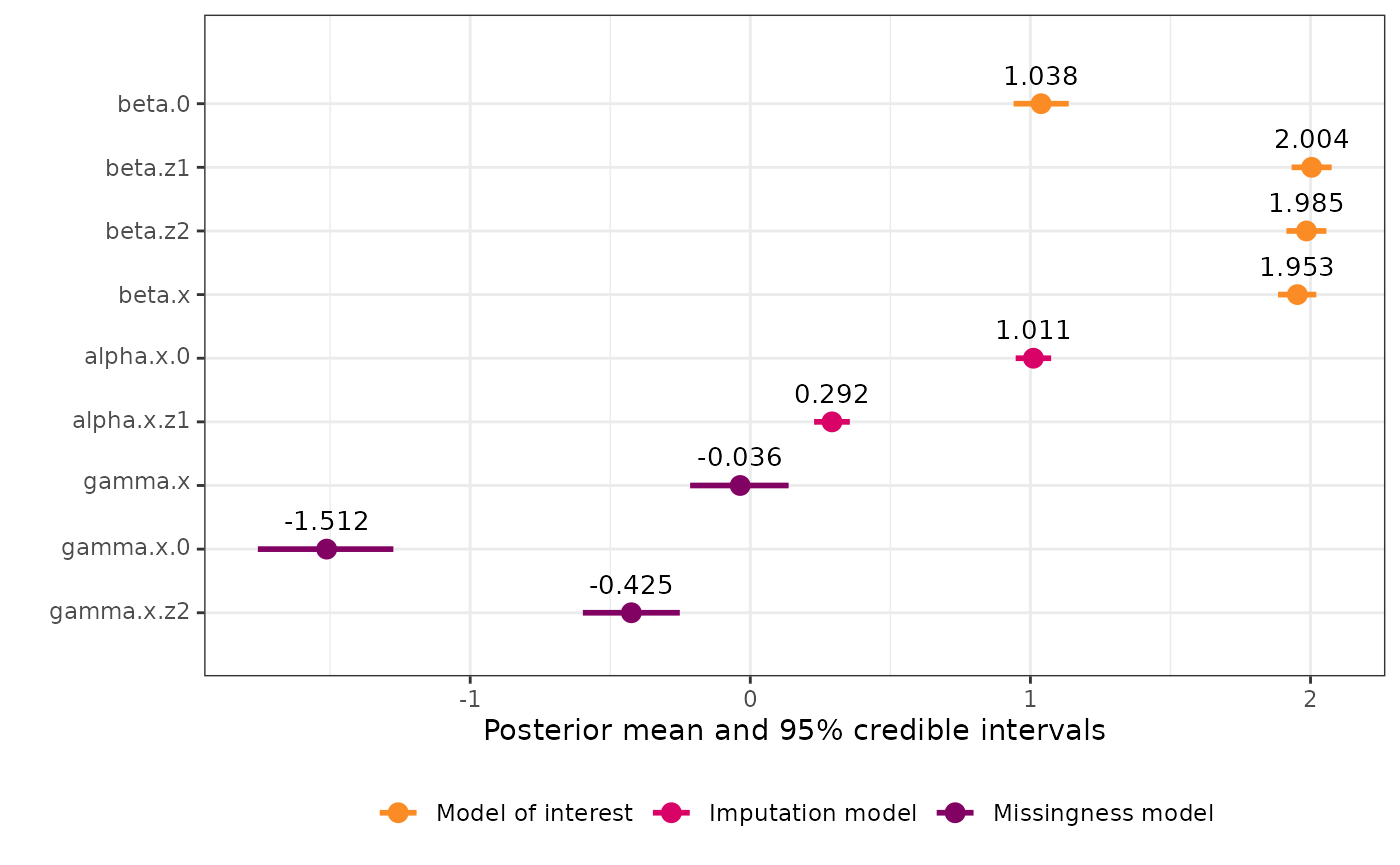 1.038
beta.0
2.004
beta.z1
1.985
beta.z2
1.953
beta.x
1.011
alpha.x.0
0.292
alpha.x.z1
-0.036
gamma.x
-1.512
gamma.x.0
-0.425
gamma.x.z2
-1 0 1 2
Posterior mean and 95% credible intervals
Model of interest Imputation model Missingness model